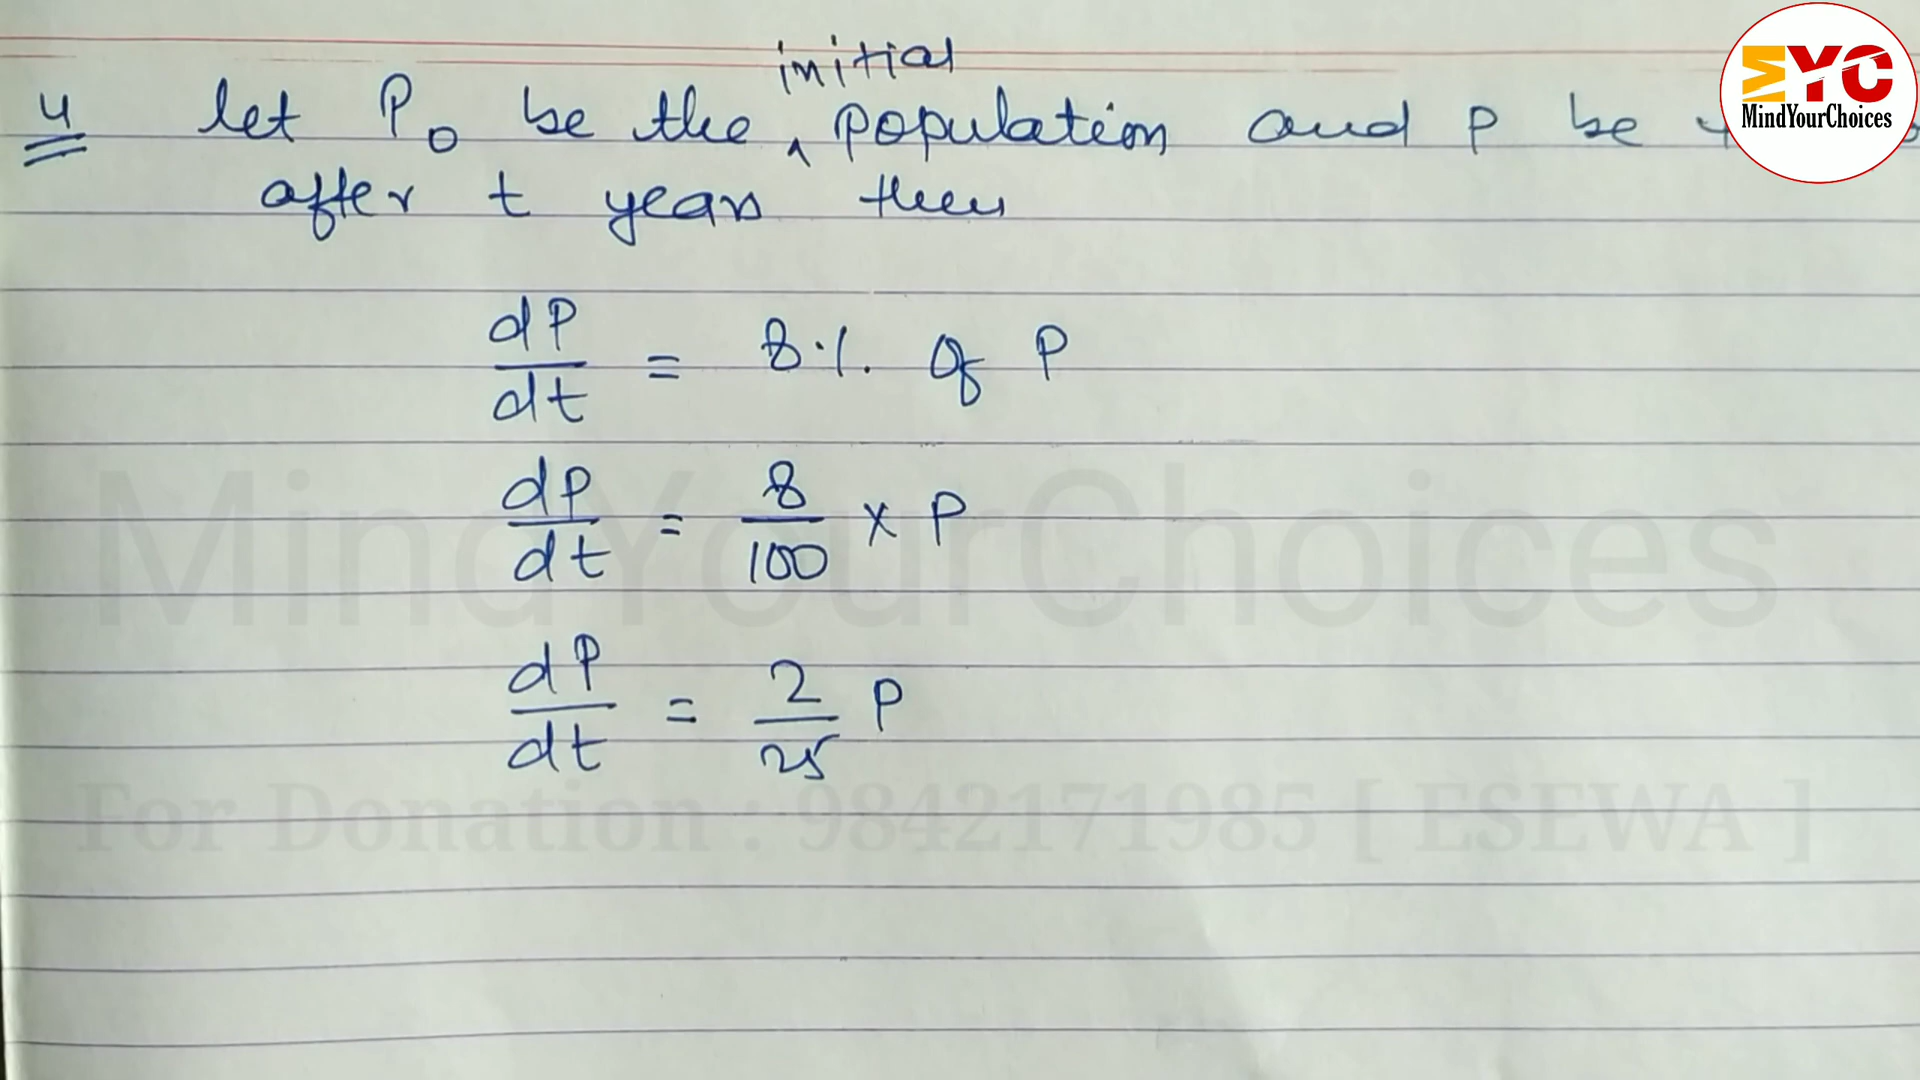 initial
4 let P₀ be the ‸ population and P be
after t years then
dP/dt = 8% of P
dP/dt = 8/100 × P
dP/dt = 2/25 P
MYC
MindYourChoices
MindYourChoices
For Donation : 9842171985 [ ESEWA ]